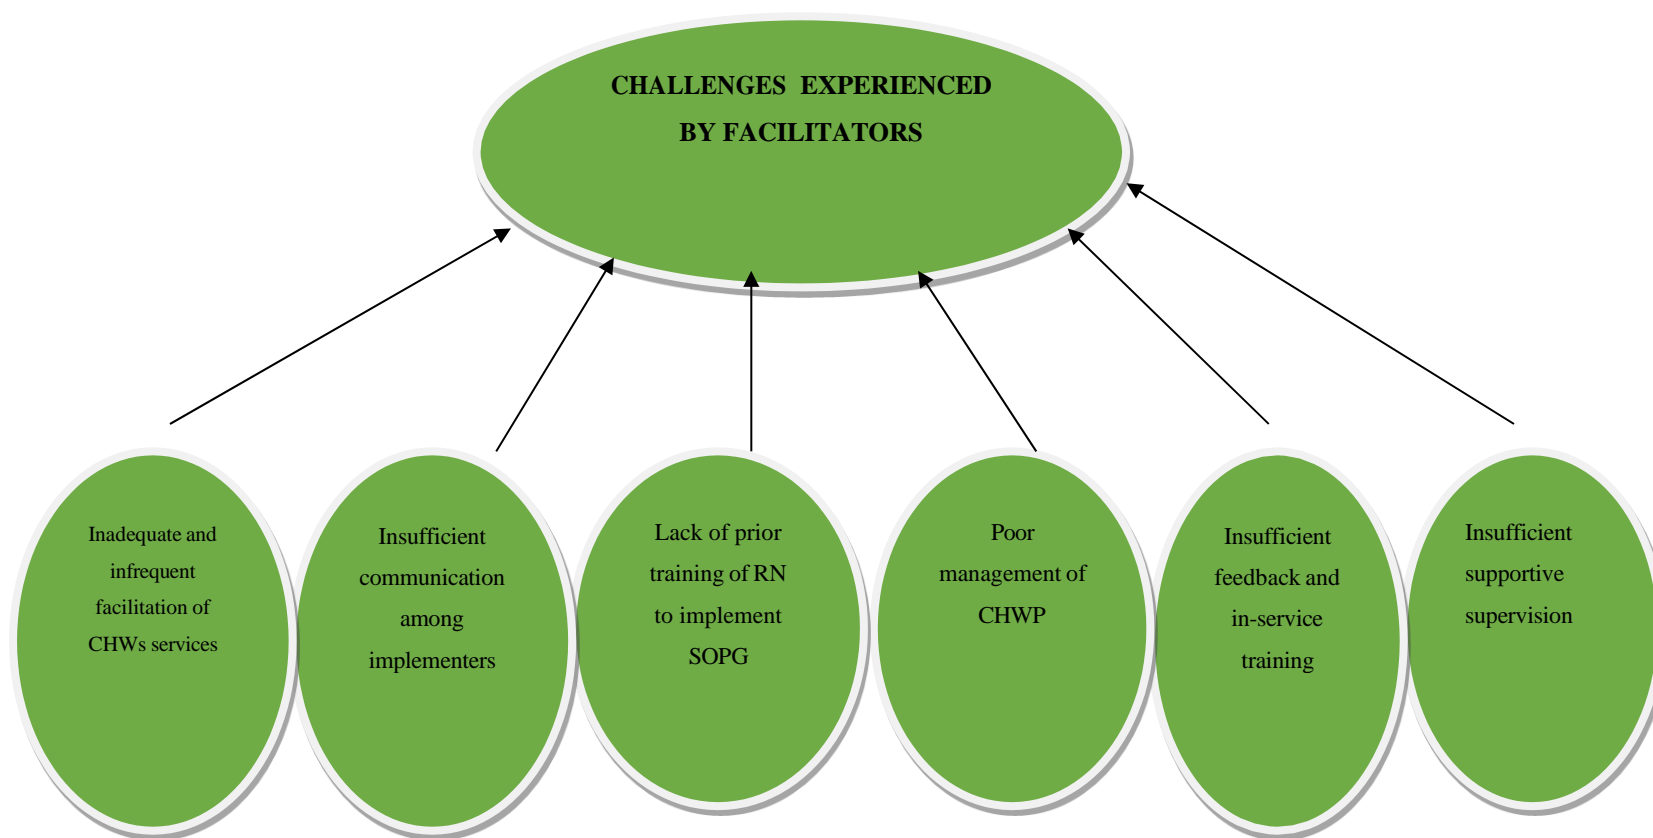 CHALLENGES EXPERIENCED
BY FACILITATORS
Inadequate and
infrequent
facilitation of
CHWs services
Insufficient
communication
among
implementers
Lack of prior
training of RN
to implement
SOPG
Poor
management of
CHWP
Insufficient
feedback and
in-service
training
Insufficient
supportive
supervision